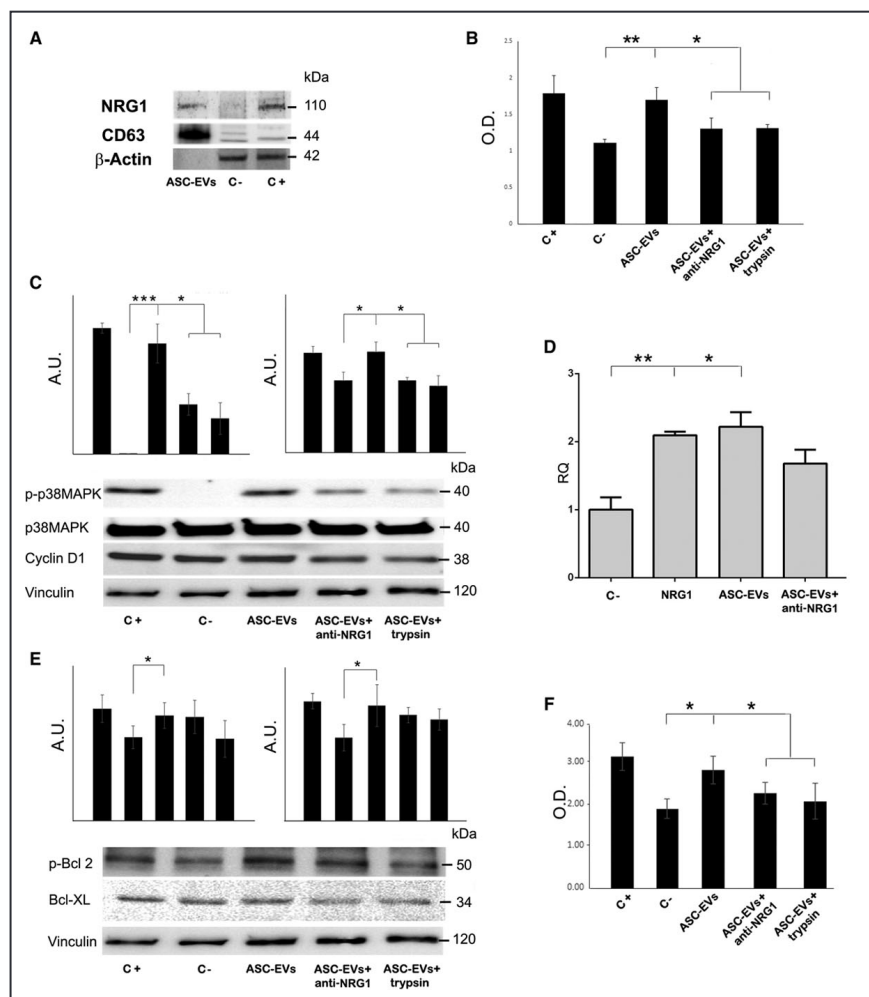 A
kDa
NRG1
110
CD63
44
β-Actin
42
ASC-EVs C- C+
B
** *
2.5
2
1.5
1
0.5
0
O.D.
C+
C-
ASC-EVs
ASC-EVs+
anti-NRG1
ASC-EVs+
trypsin
C
*** *
A.U.
* *
A.U.
kDa
p-p38MAPK
40
p38MAPK
40
Cyclin D1
38
Vinculin
120
C+ C- ASC-EVs ASC-EVs+ ASC-EVs+
anti-NRG1 trypsin
D
** *
3
2
1
0
RQ
C- NRG1 ASC-EVs ASC-EVs+
anti-NRG1
E
*
A.U.
*
A.U.
kDa
p-Bcl 2
50
Bcl-XL
34
Vinculin
120
C+ C- ASC-EVs ASC-EVs+ ASC-EVs+
anti-NRG1 trypsin
F
* *
4.00
3.00
2.00
1.00
0.00
O.D.
C+
C-
ASC-EVs
ASC-EVs+
anti-NRG1
ASC-EVs+
trypsin